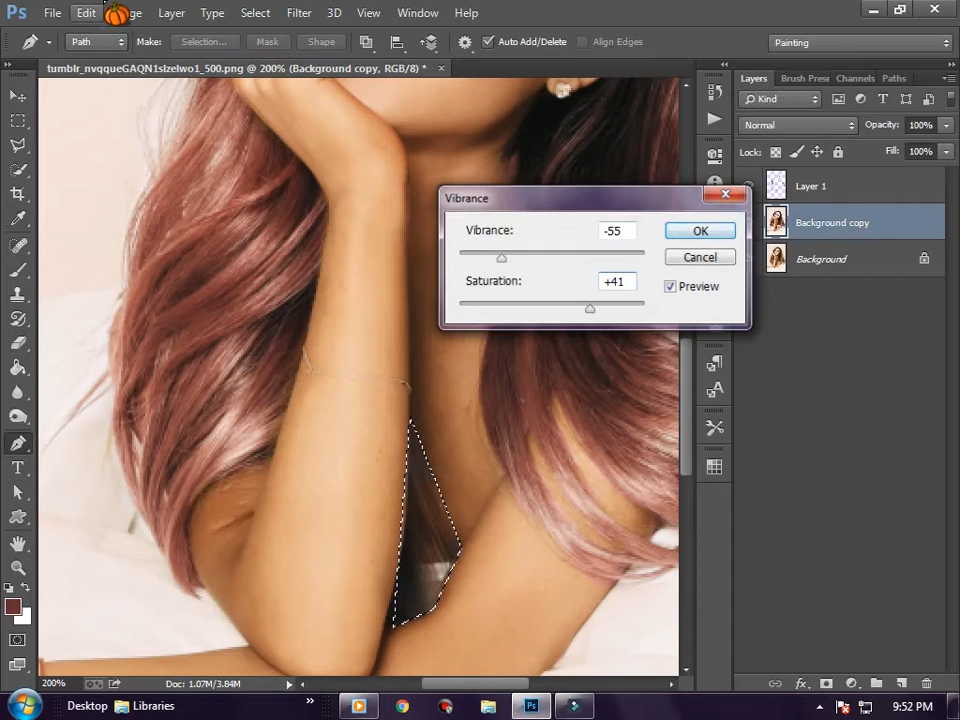 Ps File Edit ge Layer Type Select Filter 3D View Window Help
Path Make: Selection... Mask Shape Auto Add/Delete Align Edges Painting
tumblr_nvqqueGAQN1slzelwo1_500.png @ 200% (Background copy, RGB/8) * ×
Layers Brush Prese Channels Paths
Kind
Normal Opacity: 100%
Lock: Fill: 100%
Layer 1
Background copy
Background
Vibrance
Vibrance: -55 OK
Cancel
Saturation: +41 Preview
200% Doc: 1.07M/3.84M
Desktop Libraries Ps 9:52 PM